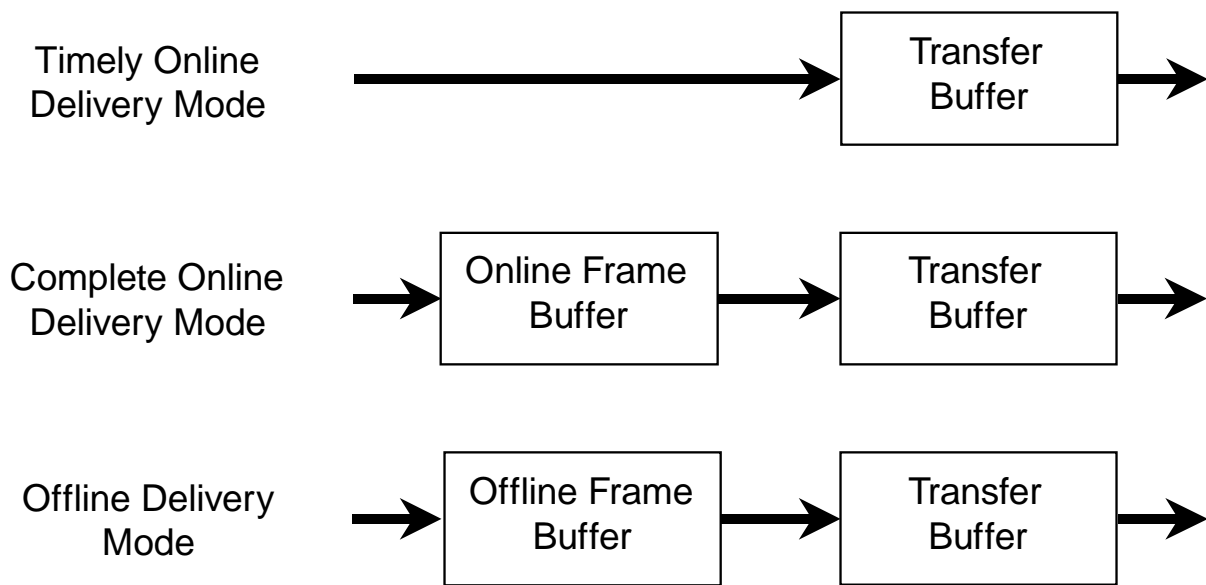 Timely Online
Delivery Mode
Transfer
Buffer
Complete Online
Delivery Mode
Online Frame
Buffer
Transfer
Buffer
Offline Delivery
Mode
Offline Frame
Buffer
Transfer
Buffer